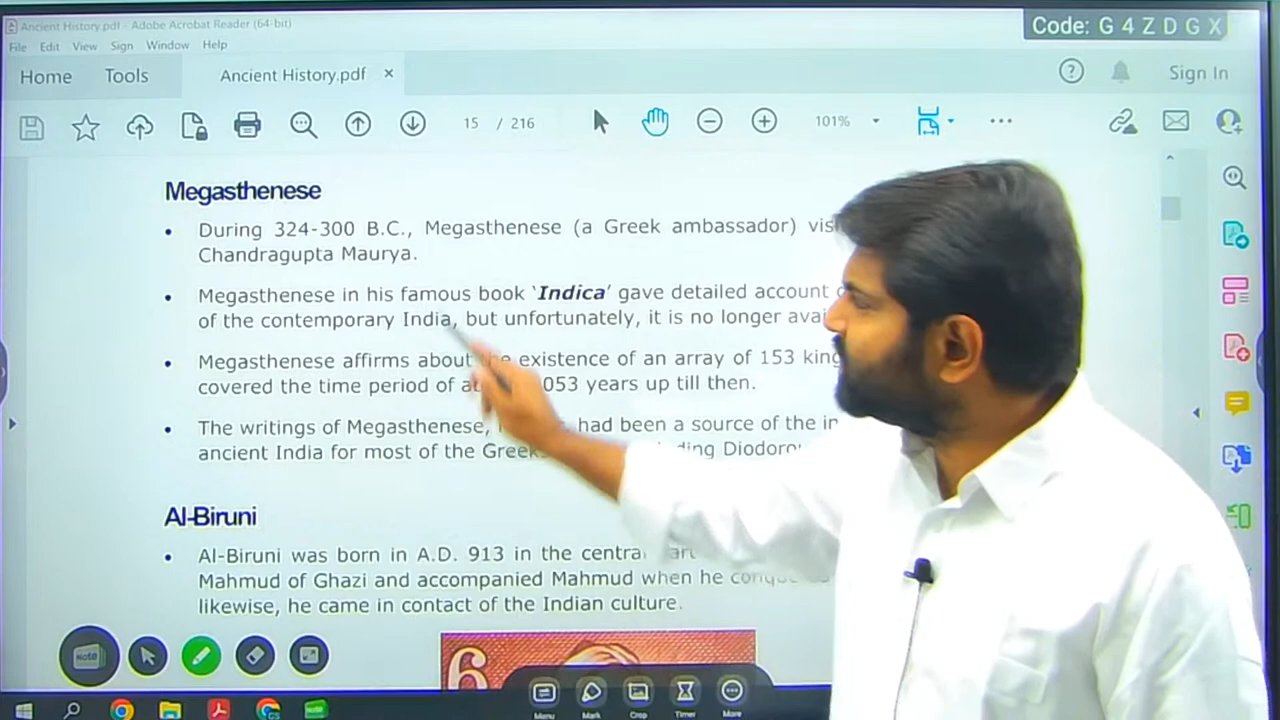 Ancient History.pdf - Adobe Acrobat Reader (64-bit)
Code: G 4 Z D G X
File Edit View Sign Window Help
Home Tools Ancient History.pdf × Sign In
15 / 216 101%
Megasthenese
• During 324-300 B.C., Megasthenese (a Greek ambassador)
Chandragupta Maurya.
• Megasthenese in his famous book 'Indica' gave detailed account
of the contemporary India, but unfortunately, it is no longer
• Megasthenese affirms about the existence of an array of 153
covered the time period of 053 years up till then.
• The writings of Megasthenese, had been a source of the
ancient India for most of the
Al-Biruni
• Al-Biruni was born in A.D. 913 in the central
Mahmud of Ghazi and accompanied Mahmud when he
likewise, he came in contact of the Indian culture.
6
note
Menu Mark Crop Timer More